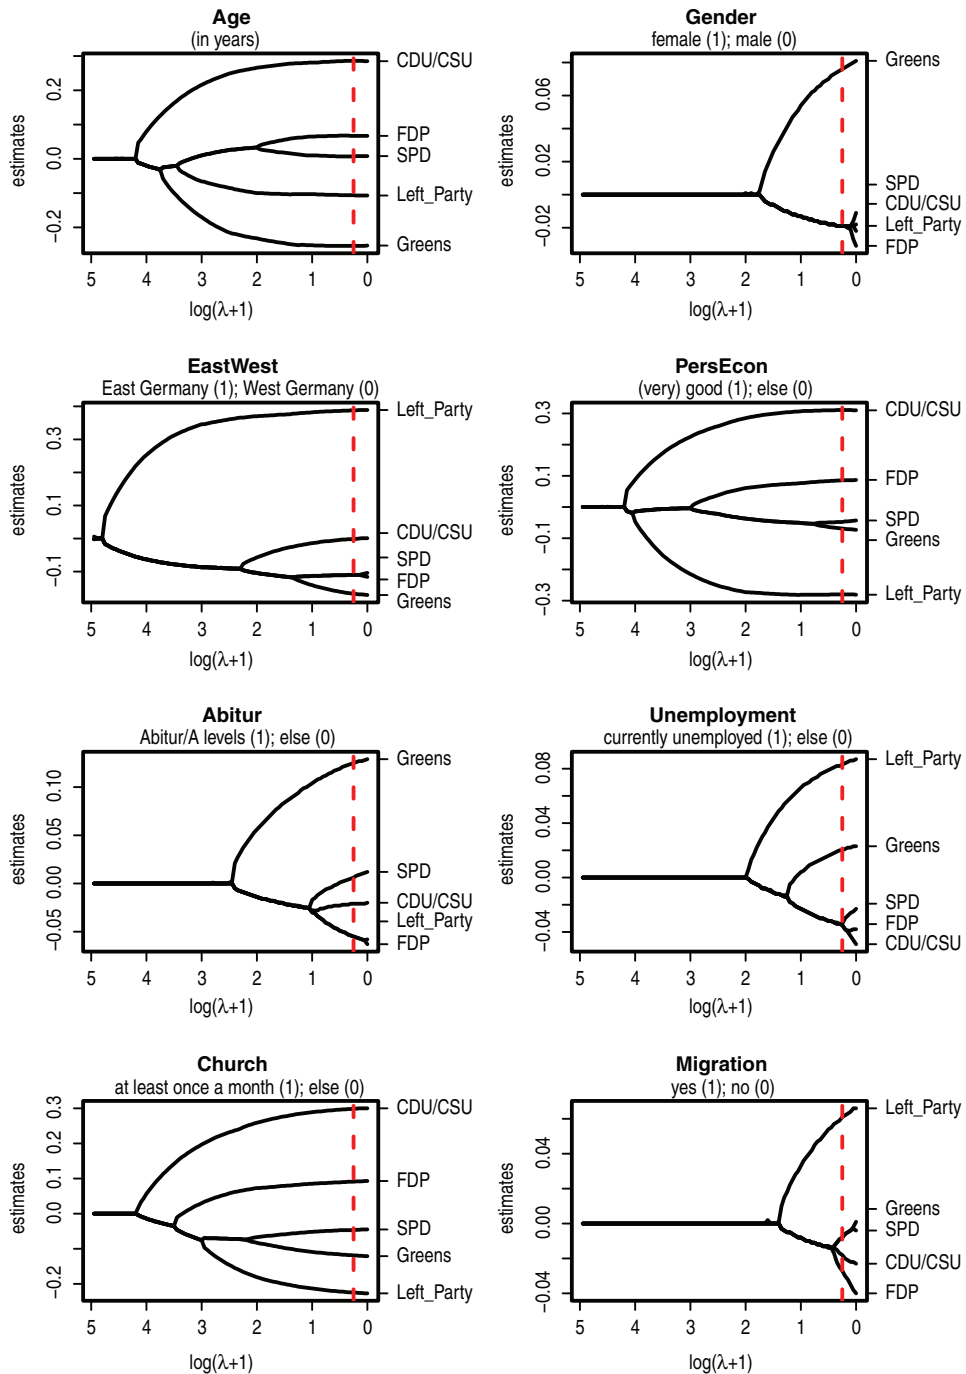 Age
(in years)
estimates
0.2
0.0
−0.2
CDU/CSU
FDP
SPD
Left_Party
Greens
5 4 3 2 1 0
log(λ+1)
Gender
female (1); male (0)
estimates
0.06
0.02
−0.02
Greens
SPD
CDU/CSU
Left_Party
FDP
5 4 3 2 1 0
log(λ+1)
EastWest
East Germany (1); West Germany (0)
estimates
0.3
0.1
−0.1
Left_Party
CDU/CSU
SPD
FDP
Greens
5 4 3 2 1 0
log(λ+1)
PersEcon
(very) good (1); else (0)
estimates
0.3
0.1
−0.1
−0.3
CDU/CSU
FDP
SPD
Greens
Left_Party
5 4 3 2 1 0
log(λ+1)
Abitur
Abitur/A levels (1); else (0)
estimates
0.10
0.05
0.00
−0.05
Greens
SPD
CDU/CSU
Left_Party
FDP
5 4 3 2 1 0
log(λ+1)
Unemployment
currently unemployed (1); else (0)
estimates
0.08
0.04
0.00
−0.04
Left_Party
Greens
SPD
FDP
CDU/CSU
5 4 3 2 1 0
log(λ+1)
Church
at least once a month (1); else (0)
estimates
0.3
0.2
0.1
0.0
−0.2
CDU/CSU
FDP
SPD
Greens
Left_Party
5 4 3 2 1 0
log(λ+1)
Migration
yes (1); no (0)
estimates
0.04
0.00
−0.04
Left_Party
Greens
SPD
CDU/CSU
FDP
5 4 3 2 1 0
log(λ+1)